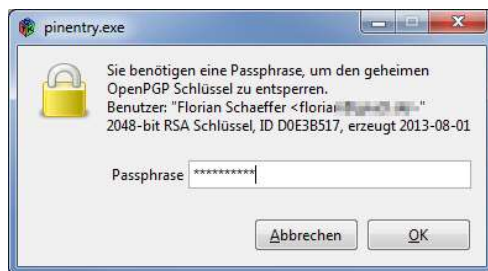 pinentry.exe
Sie benötigen eine Passphrase, um den geheimen
OpenPGP Schlüssel zu entsperren.
Benutzer: "Florian Schaeffer <florian
2048-bit RSA Schlüssel, ID D0E3B517, erzeugt 2013-08-01
Passphrase **********
Abbrechen OK